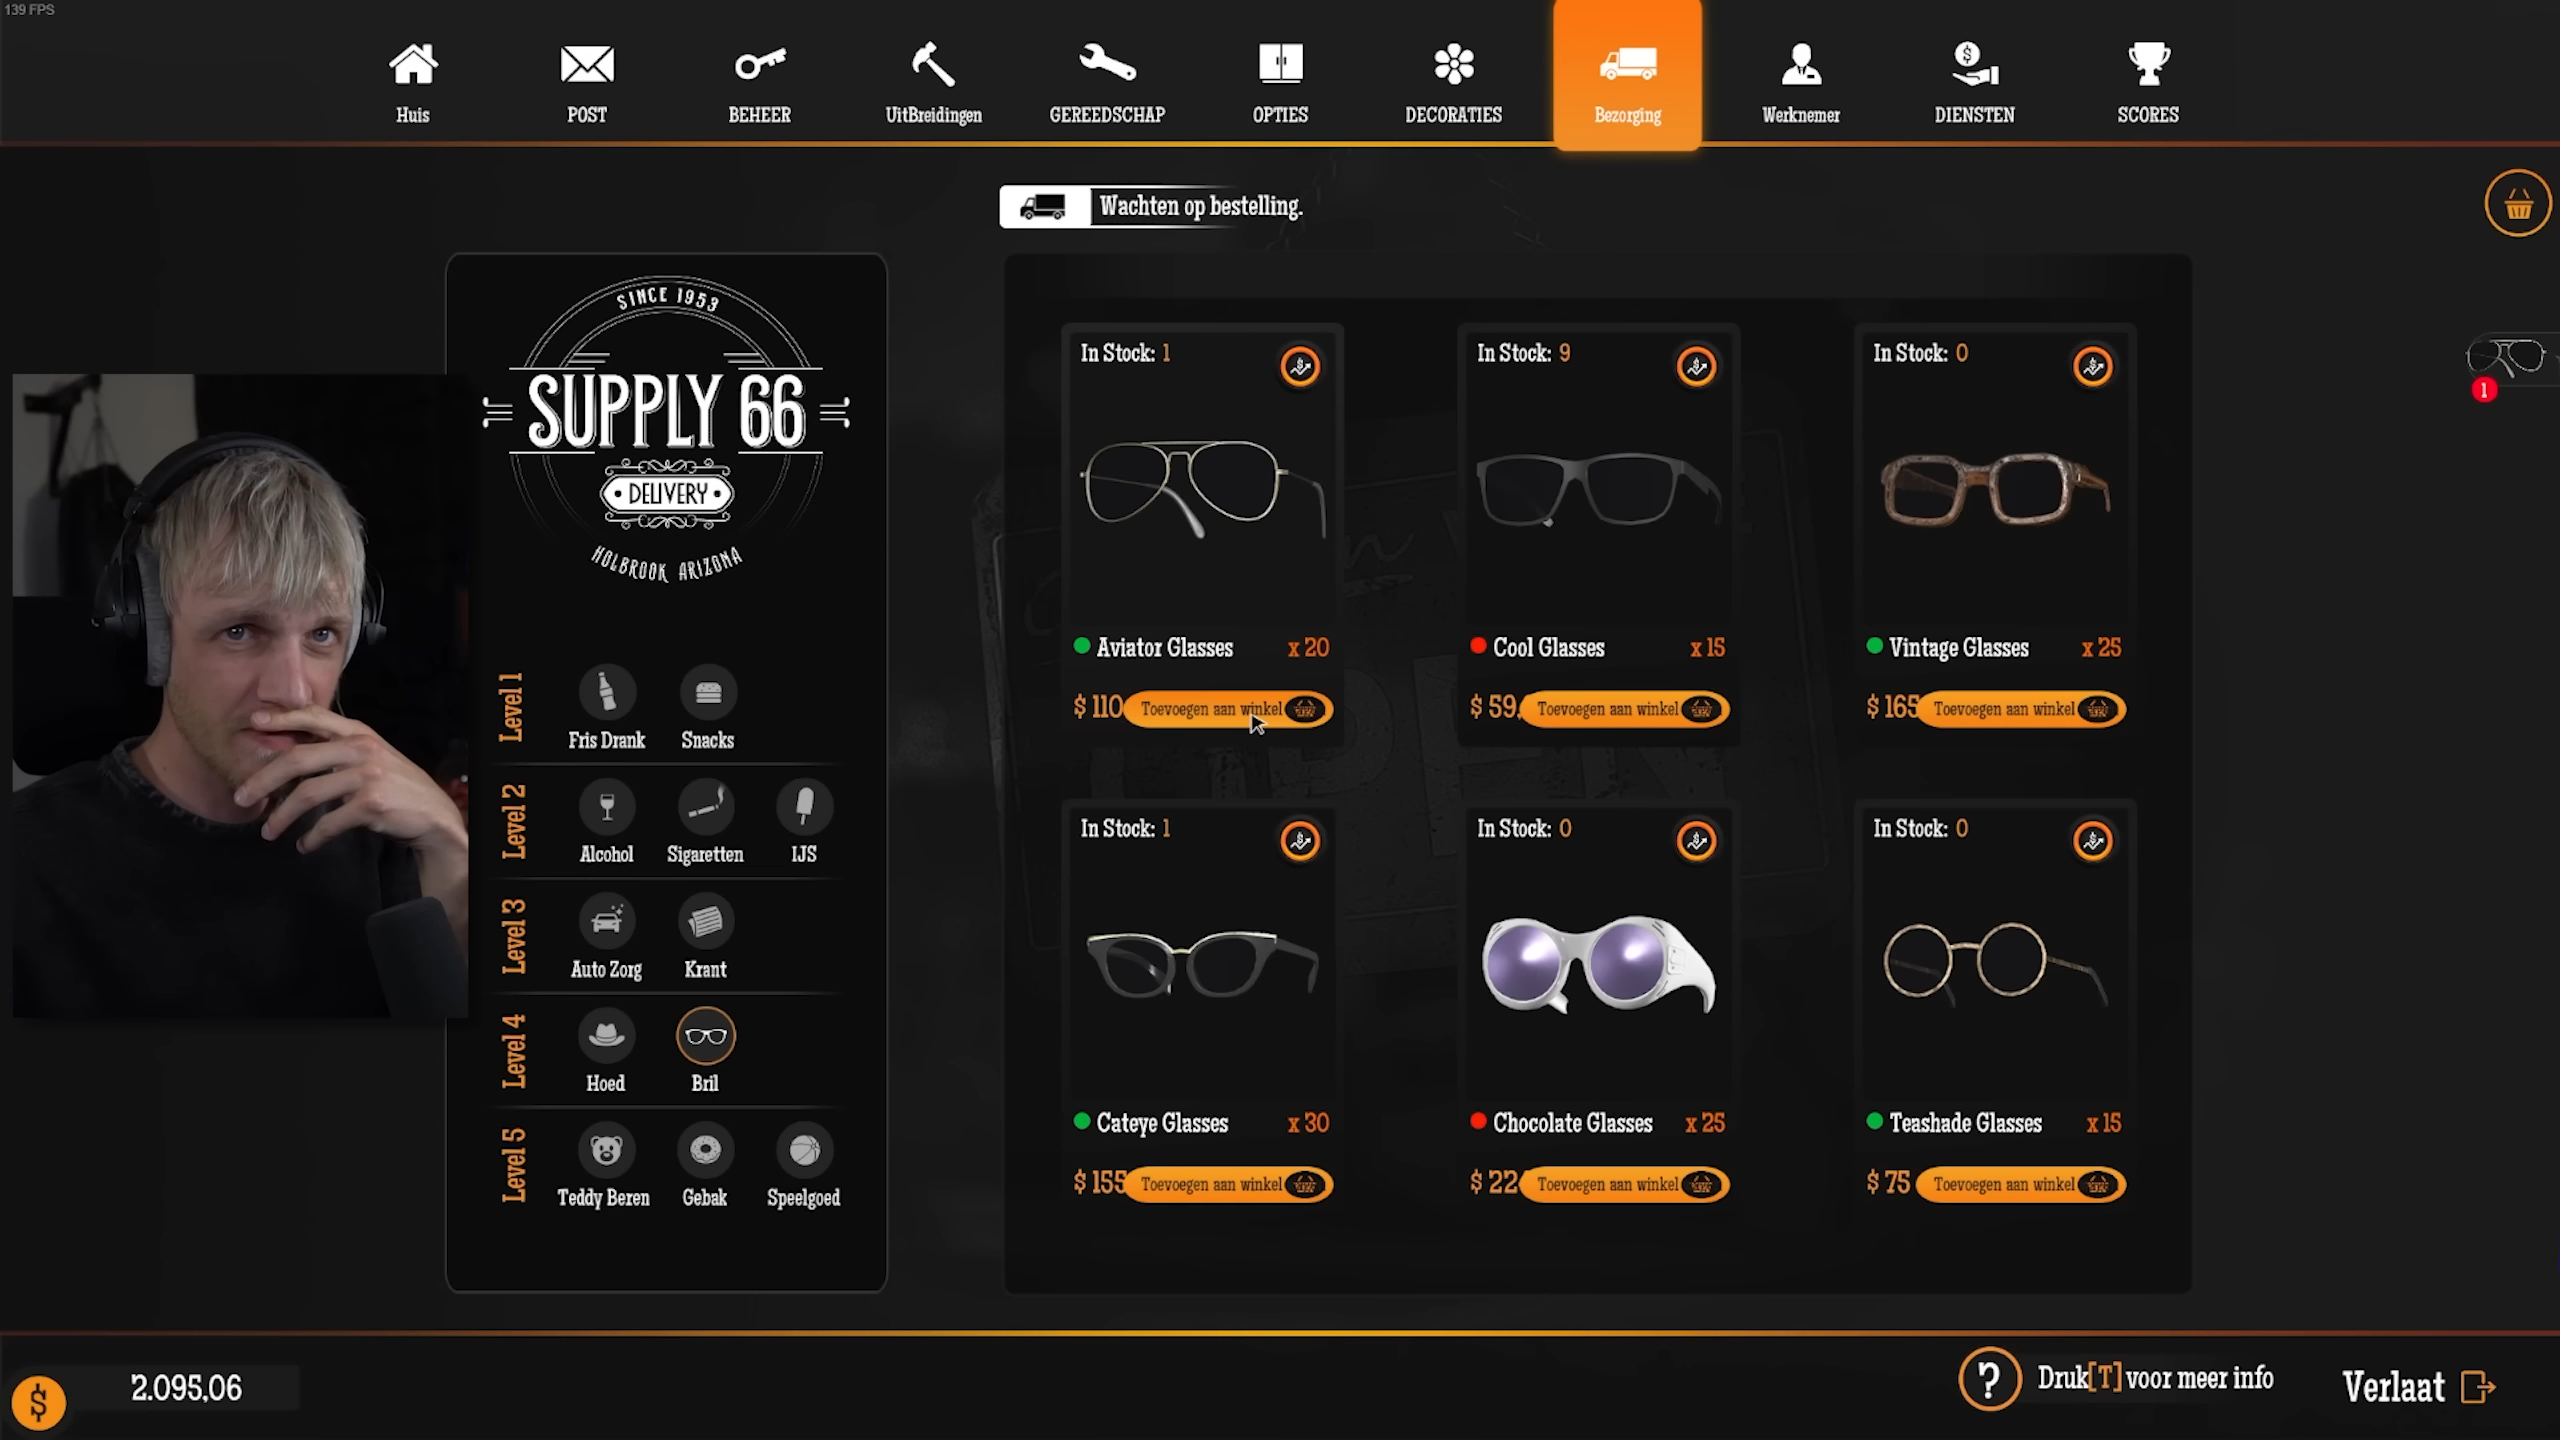 139 FPS
Huis
POST
BEHEER
UitBreidingen
GEREEDSCHAP
OPTIES
DECORATIES
Bezorging
Werknemer
DIENSTEN
SCORES
Wachten op bestelling.
SINCE 1953
SUPPLY 66
• DELIVERY •
HOLBROOK ARIZONA
Level 1
Fris Drank
Snacks
Level 2
Alcohol
Sigaretten
IJS
Level 3
Auto Zorg
Krant
Level 4
Hoed
Bril
Level 5
Teddy Beren
Gebak
Speelgoed
In Stock: 1
Aviator Glasses x 20
$ 110 Toevoegen aan winkel
In Stock: 9
Cool Glasses x 15
$ 59, Toevoegen aan winkel
In Stock: 0
Vintage Glasses x 25
$ 165 Toevoegen aan winkel
In Stock: 1
Cateye Glasses x 30
$ 155 Toevoegen aan winkel
In Stock: 0
Chocolate Glasses x 25
$ 22 Toevoegen aan winkel
In Stock: 0
Teashade Glasses x 15
$ 75 Toevoegen aan winkel
1
$ 2.095,06
? Druk[T] voor meer info
Verlaat